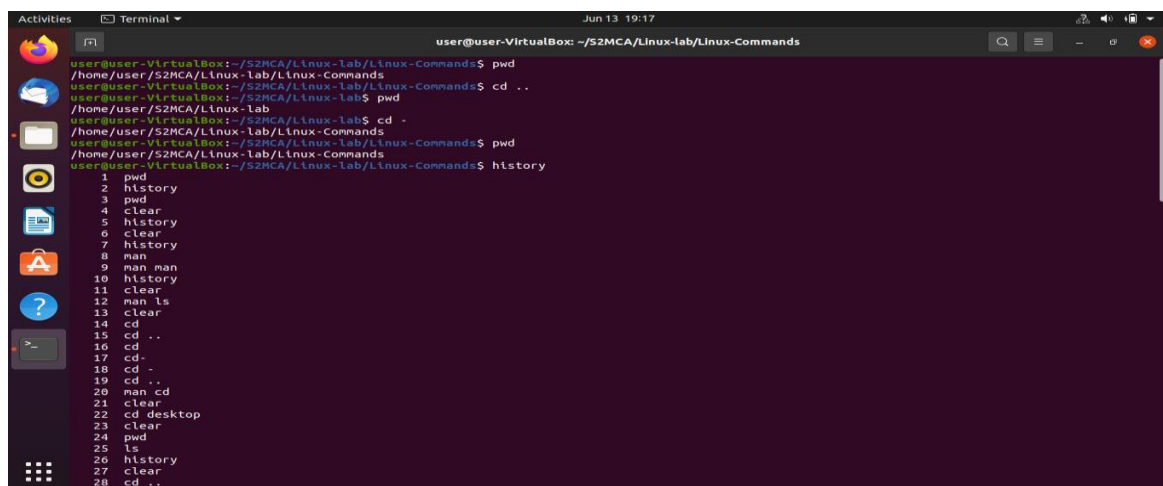 Activities Terminal Jun 13 19:17
user@user-VirtualBox: ~/S2MCA/Linux-lab/Linux-Commands
user@user-VirtualBox:~/S2MCA/Linux-lab/Linux-Commands$ pwd
/home/user/S2MCA/Linux-lab/Linux-Commands
user@user-VirtualBox:~/S2MCA/Linux-lab/Linux-Commands$ cd ..
user@user-VirtualBox:~/S2MCA/Linux-lab$ pwd
/home/user/S2MCA/Linux-lab
user@user-VirtualBox:~/S2MCA/Linux-lab$ cd -
/home/user/S2MCA/Linux-lab/Linux-Commands
user@user-VirtualBox:~/S2MCA/Linux-lab/Linux-Commands$ pwd
/home/user/S2MCA/Linux-lab/Linux-Commands
user@user-VirtualBox:~/S2MCA/Linux-lab/Linux-Commands$ history
1 pwd
2 history
3 pwd
4 clear
5 history
6 clear
7 history
8 man
9 man man
10 history
11 clear
12 man ls
13 clear
14 cd
15 cd ..
16 cd
17 cd-
18 cd -
19 cd ..
20 man cd
21 clear
22 cd desktop
23 clear
24 pwd
25 ls
26 history
27 clear
28 cd ..